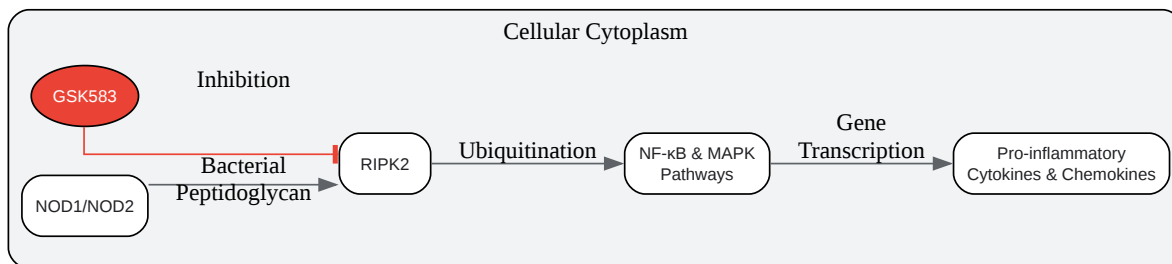 Cellular Cytoplasm
Inhibition
GSK583
Bacterial
Peptidoglycan
NOD1/NOD2
RIPK2
Ubiquitination
NF-κB & MAPK
Pathways
Gene
Transcription
Pro-inflammatory
Cytokines & Chemokines